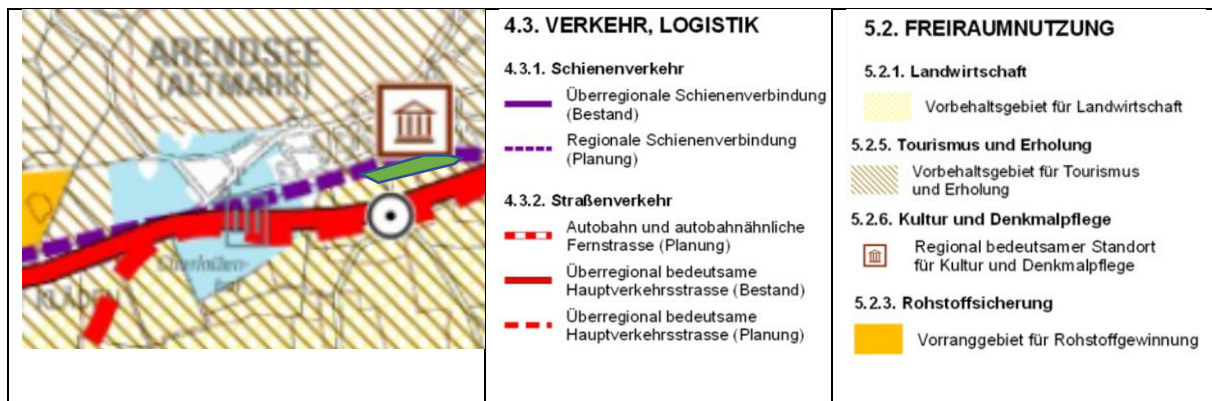 ARENDSEE
(ALTMARK)
KLÄDEN
4.3. VERKEHR, LOGISTIK
4.3.1. Schienenverkehr
Überregionale Schienenverbindung
(Bestand)
Regionale Schienenverbindung
(Planung)
4.3.2. Straßenverkehr
Autobahn und autobahnähnliche
Fernstrasse (Planung)
Überregional bedeutsame
Hauptverkehrsstrasse (Bestand)
Überregional bedeutsame
Hauptverkehrsstrasse (Planung)
5.2. FREIRAUMNUTZUNG
5.2.1. Landwirtschaft
Vorbehaltsgebiet für Landwirtschaft
5.2.5. Tourismus und Erholung
Vorbehaltsgebiet für Tourismus
und Erholung
5.2.6. Kultur und Denkmalpflege
Regional bedeutsamer Standort
für Kultur und Denkmalpflege
5.2.3. Rohstoffsicherung
Vorranggebiet für Rohstoffgewinnung